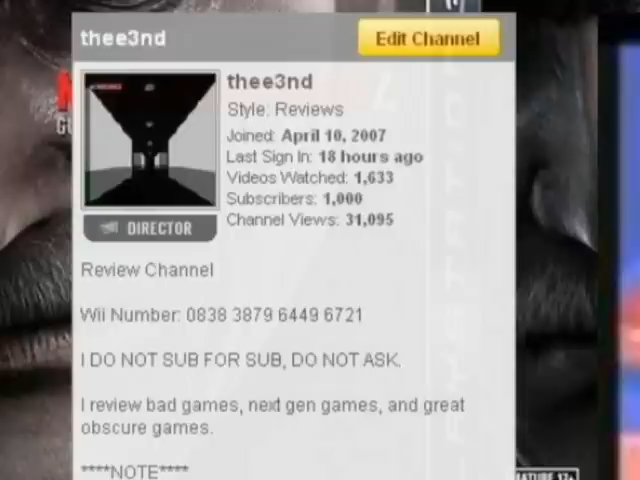 thee3nd
Edit Channel
thee3nd
Style: Reviews
Joined: April 10, 2007
Last Sign In: 18 hours ago
Videos Watched: 1,633
Subscribers: 1,000
Channel Views: 31,095
DIRECTOR
Review Channel
Wii Number: 0838 3879 6449 6721
I DO NOT SUB FOR SUB, DO NOT ASK.
I review bad games, next gen games, and great
obscure games.
****NOTE****
MATURE 17+